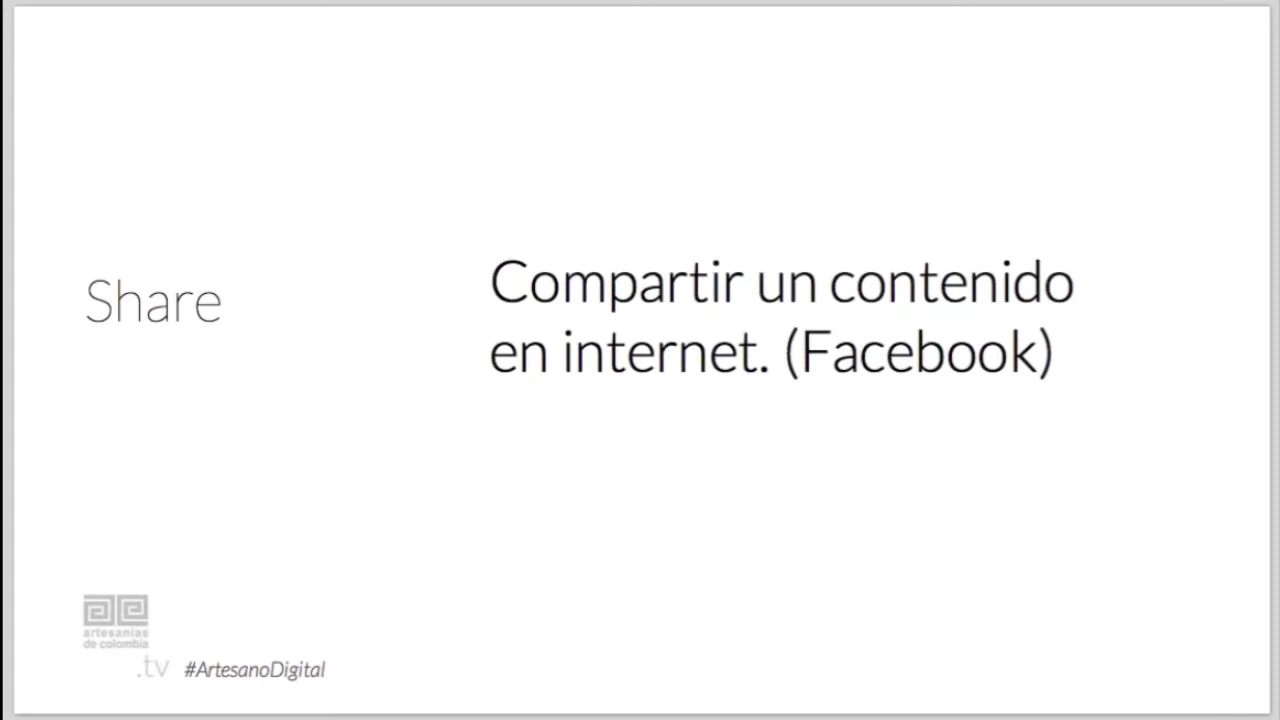 Share
Compartir un contenido
en internet. (Facebook)
artesanías
de colombia
.tv #ArtesanoDigital